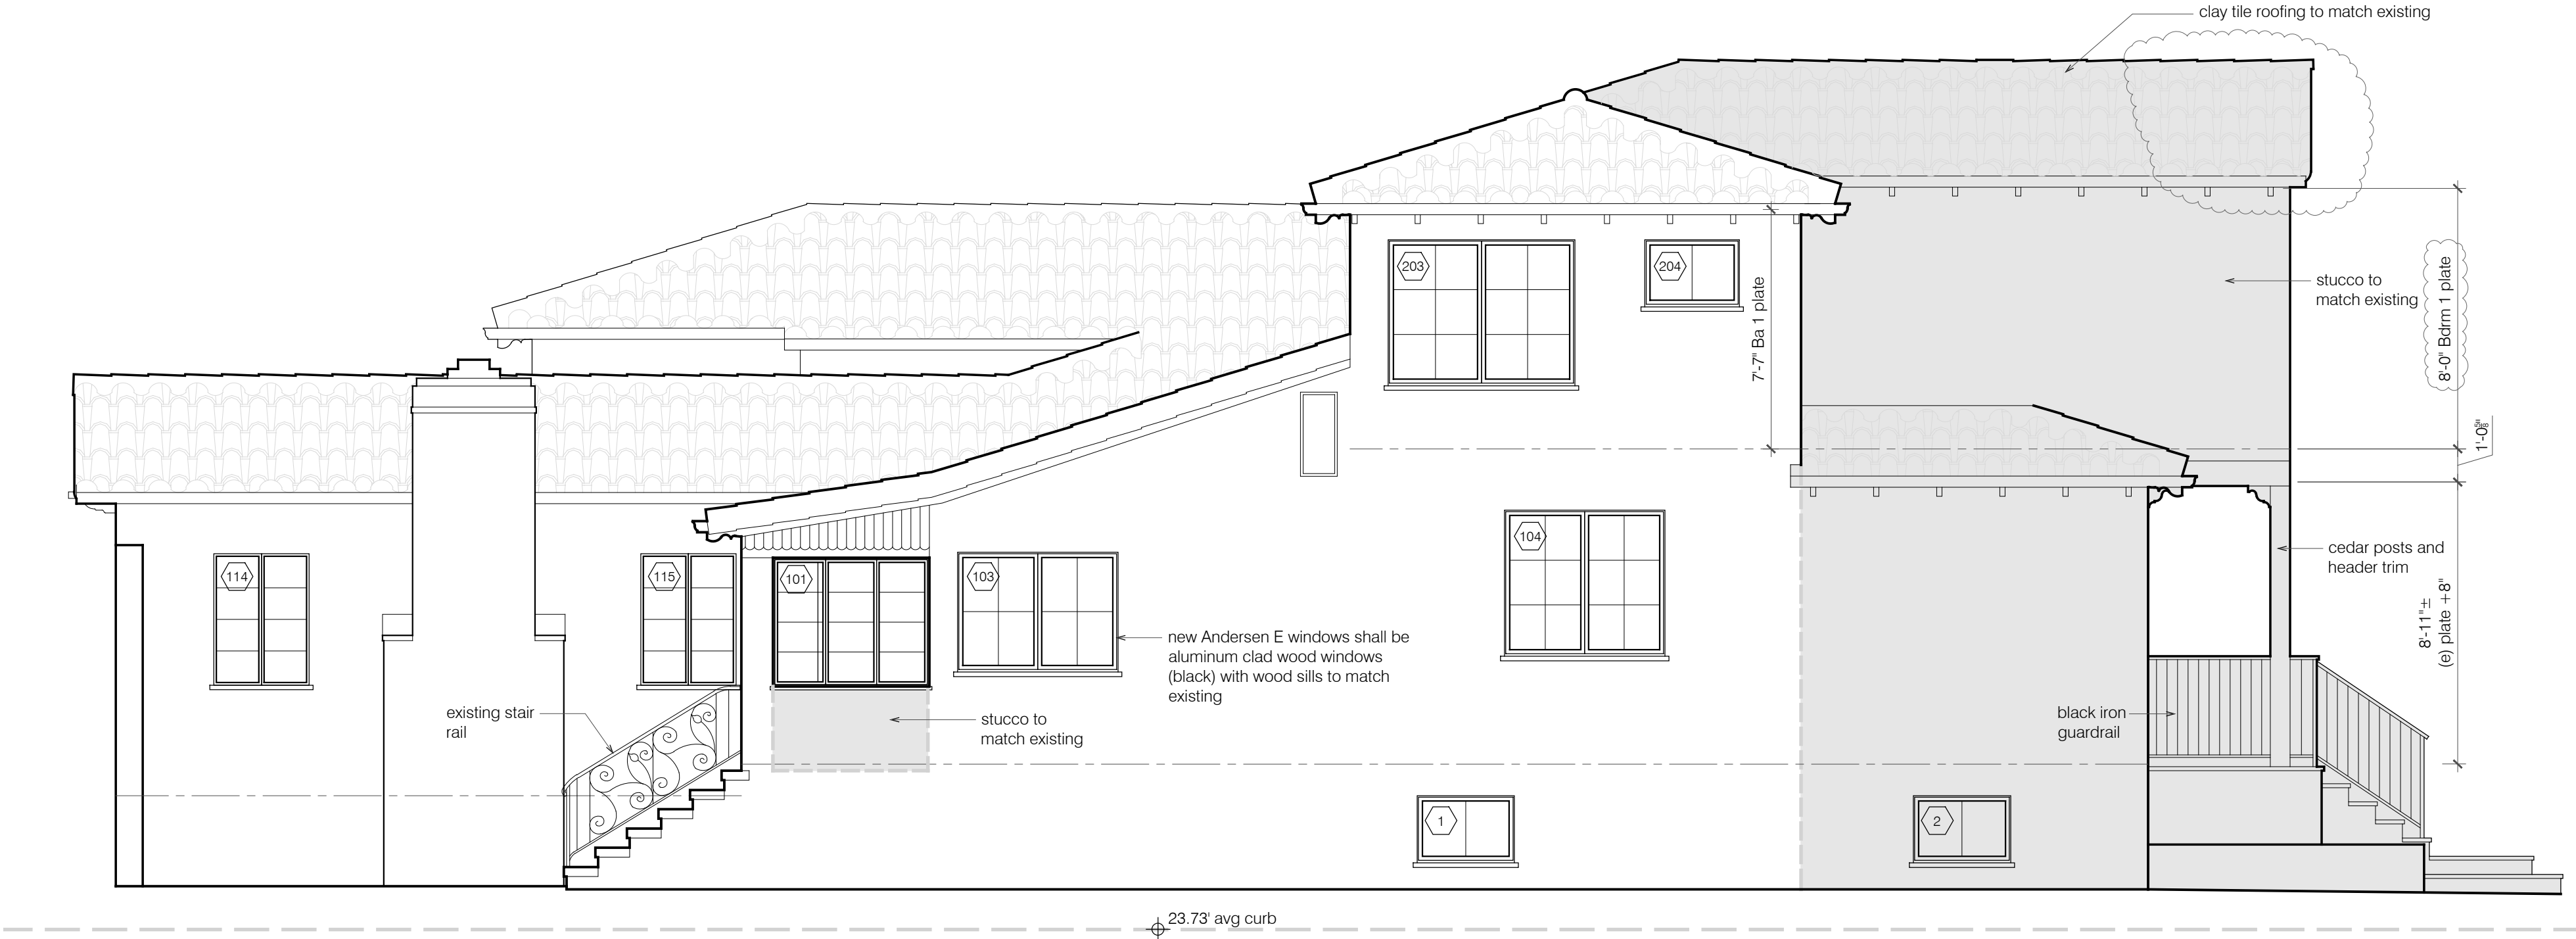 clay tile roofing to match existing
203
204
7'-7" Ba 1 plate
stucco to
match existing
8'-0" Bdrm 1 plate
1'-0⅝"
114
115
101
103
104
cedar posts and
header trim
8'-11"±
(e) plate +8"
new Andersen E windows shall be
aluminum clad wood windows
(black) with wood sills to match
existing
existing stair
rail
stucco to
match existing
black iron
guardrail
1
2
23.73' avg curb